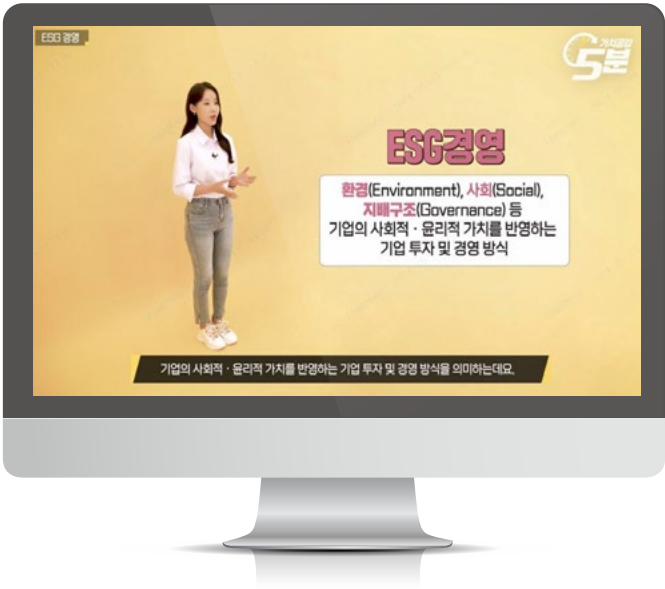 ESG 경영
가치공감
5분
ESG경영
환경(Environment), 사회(Social),
지배구조(Governance) 등
기업의 사회적 · 윤리적 가치를 반영하는
기업 투자 및 경영 방식
기업의 사회적 · 윤리적 가치를 반영하는 기업 투자 및 경영 방식을 의미하는데요.